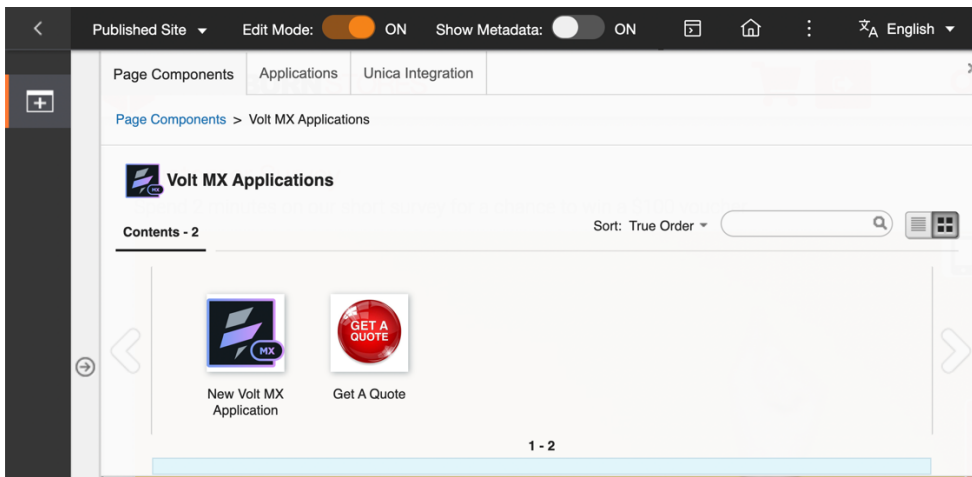 Published Site Edit Mode: ON Show Metadata: ON English
Page Components Applications Unica Integration
Page Components > Volt MX Applications
MX Volt MX Applications
Sort: True Order
Contents - 2
GET A
QUOTE
MX
New Volt MX
Application
Get A Quote
1 - 2